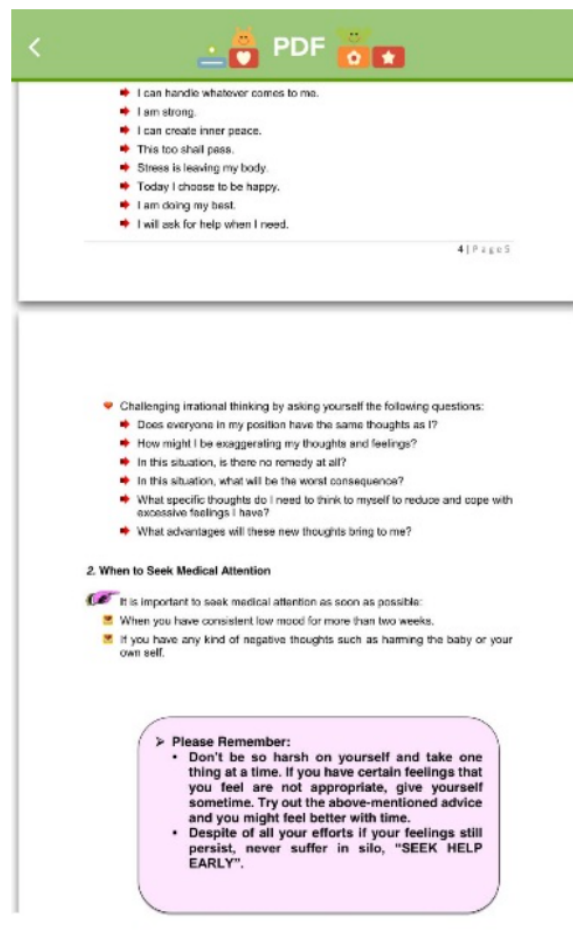 PDF
I can handle whatever comes to me.
I am strong.
I can create inner peace.
This too shall pass.
Stress is leaving my body.
Today I choose to be happy.
I am doing my best.
I will ask for help when I need.
4 | Page5
Challenging irrational thinking by asking yourself the following questions:
Does everyone in my position have the same thoughts as I?
How might I be exaggerating my thoughts and feelings?
In this situation, is there no remedy at all?
In this situation, what will be the worst consequence?
What specific thoughts do I need to think to myself to reduce and cope with
excessive feelings I have?
What advantages will these new thoughts bring to me?
2. When to Seek Medical Attention
It is important to seek medical attention as soon as possible:
When you have consistent low mood for more than two weeks.
If you have any kind of negative thoughts such as harming the baby or your
own self.
➢ Please Remember:
• Don't be so harsh on yourself and take one
thing at a time. If you have certain feelings that
you feel are not appropriate, give yourself
sometime. Try out the above-mentioned advice
and you might feel better with time.
• Despite of all your efforts if your feelings still
persist, never suffer in silo, "SEEK HELP
EARLY".